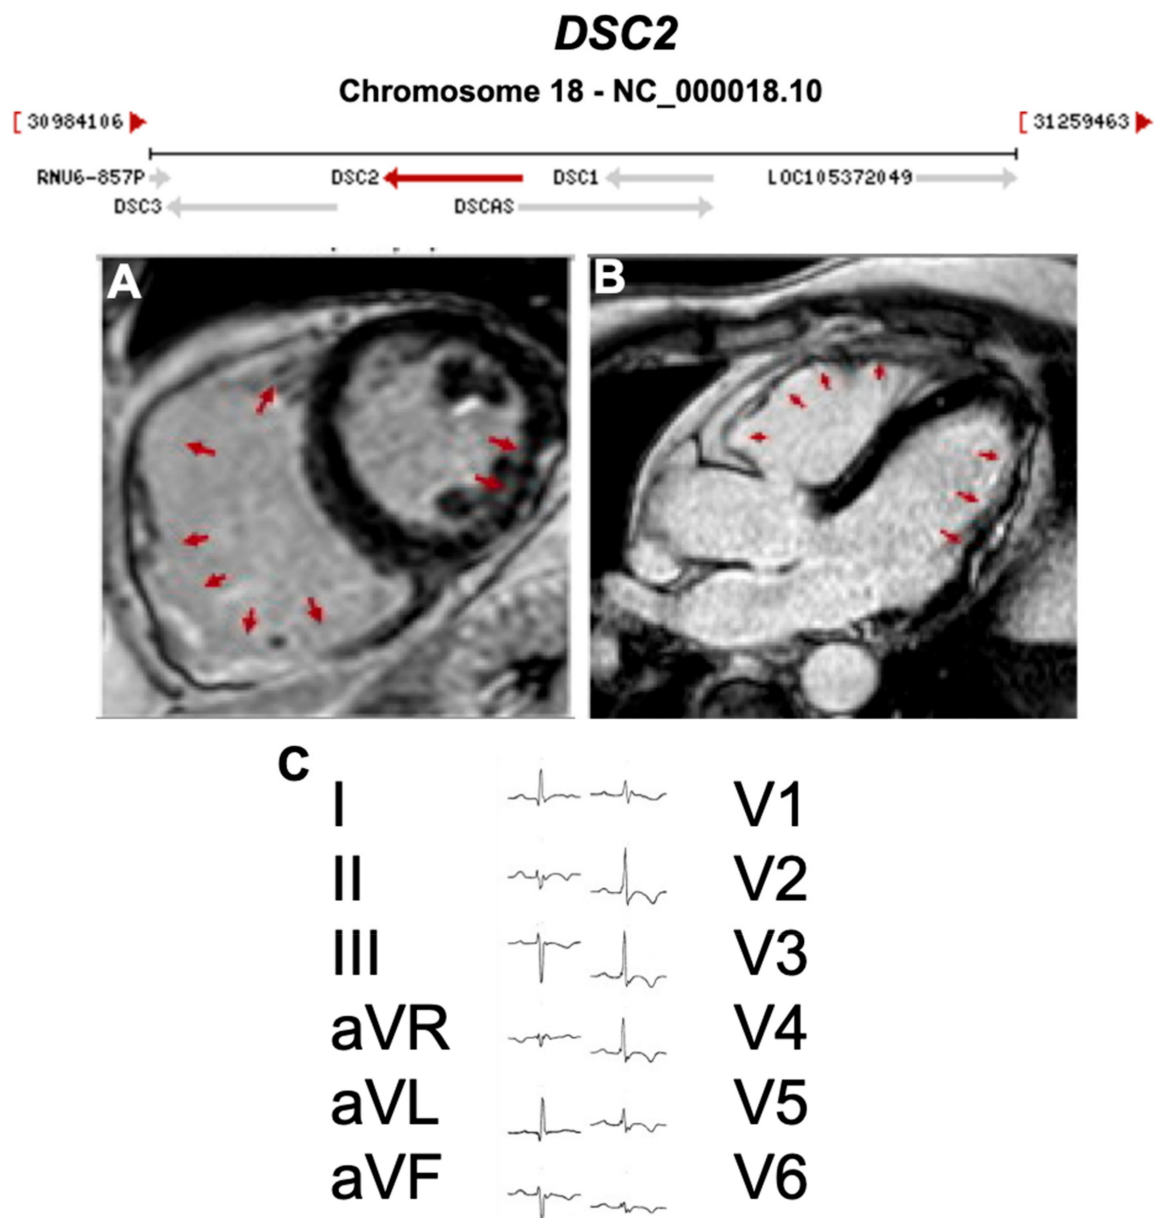 DSC2
Chromosome 18 - NC_000018.10
[ 30984106 [ 31259463
RNU6-857P DSC2 DSC1 LOC105372049
DSC3 DSCAS
A B
C
I V1
II V2
III V3
aVR V4
aVL V5
aVF V6